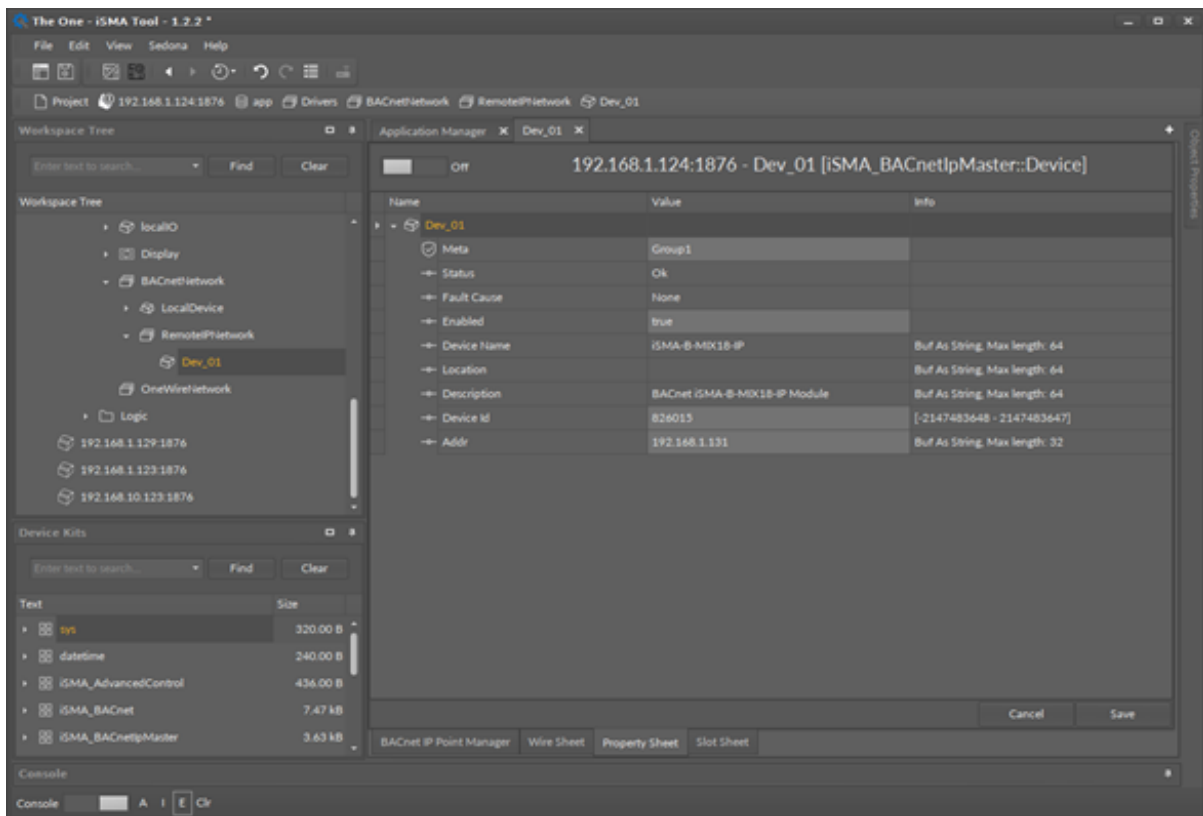 The One - iSMA Tool - 1.2.2 *
File Edit View Sedona Help
Project 192.168.1.124:1876 app Drivers BACnetNetwork RemoteIPNetwork Dev_01
Workspace Tree
Enter text to search... Find Clear
Workspace Tree
localIO
Display
BACnetNetwork
LocalDevice
RemoteIPNetwork
Dev_01
OneWireNetwork
Logic
192.168.1.129:1876
192.168.1.123:1876
192.168.10.123:1876
Device Kits
Enter text to search... Find Clear
Text Size
sys 320.00 B
datetime 240.00 B
iSMA_AdvancedControl 436.00 B
iSMA_BACnet 7.47 kB
iSMA_BACnetIpMaster 3.63 kB
Application Manager Dev_01
Off 192.168.1.124:1876 - Dev_01 [iSMA_BACnetIpMaster::Device]
Name Value Info
Dev_01
Meta Group1
Status Ok
Fault Cause None
Enabled true
Device Name iSMA-B-MIX18-IP Buf As String, Max length: 64
Location Buf As String, Max length: 64
Description BACnet iSMA-B-MIX18-IP Module Buf As String, Max length: 64
Device Id 826015 [-2147483648 - 2147483647]
Addr 192.168.1.131 Buf As String, Max length: 32
Cancel Save
BACnet IP Point Manager Wire Sheet Property Sheet Slot Sheet
Object Properties
Console
Console A I E Clr